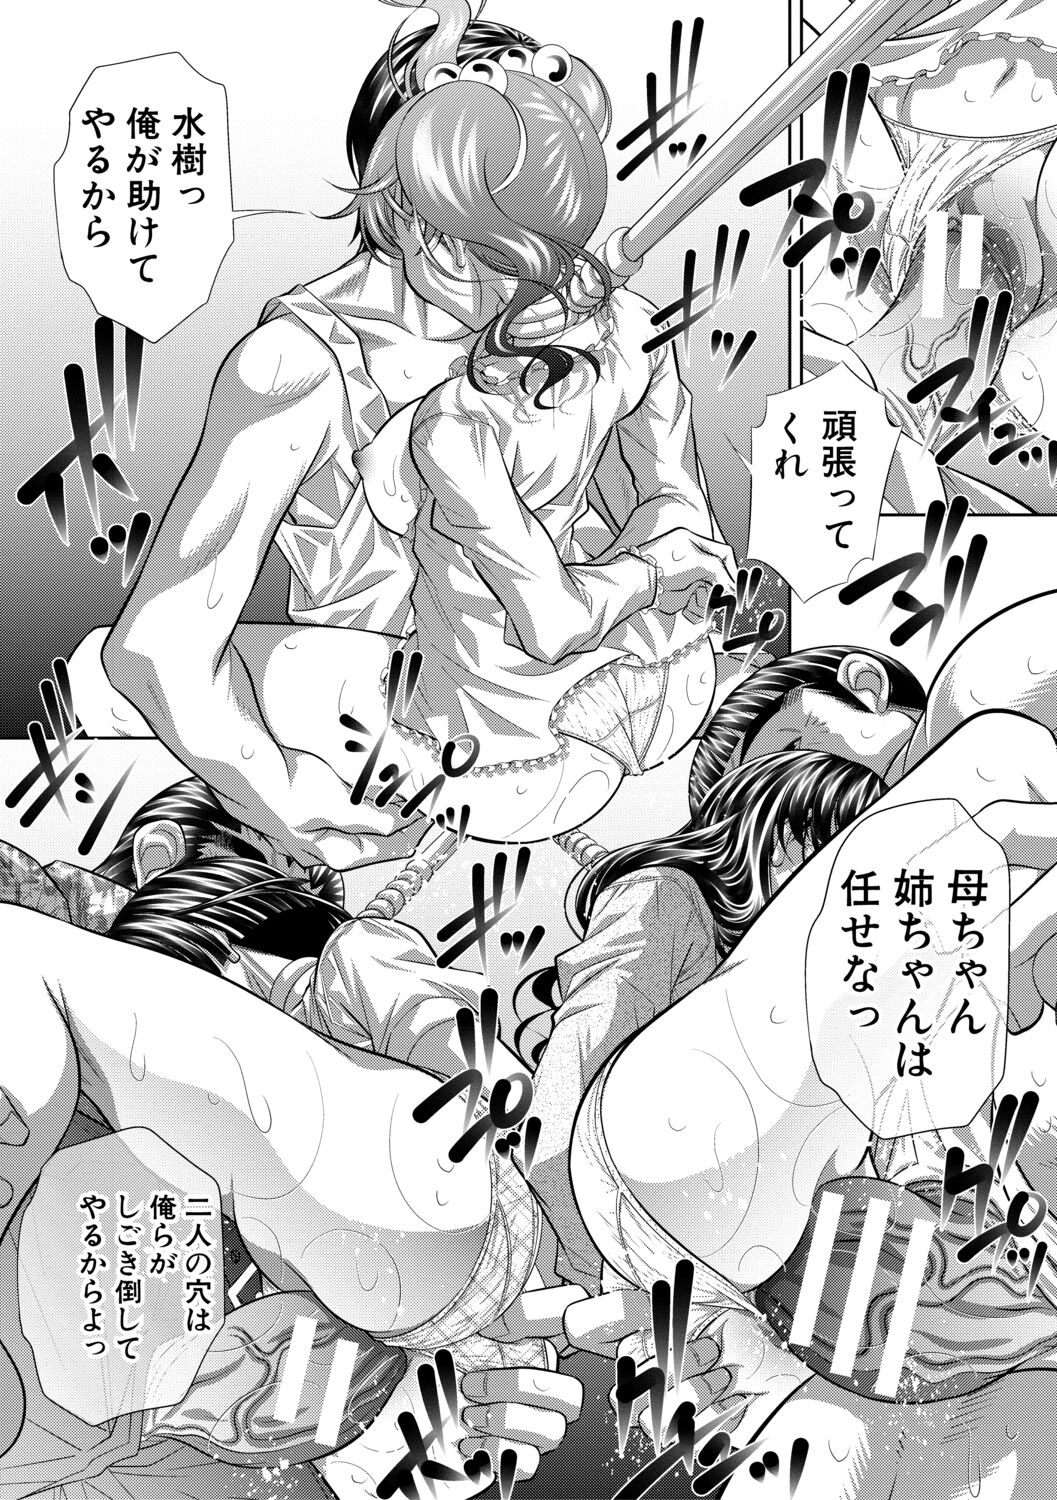 水樹っ
俺が助けて
やるから
頑張って
くれ
母ちゃん
姉ちゃんは
任せなっ
二人の穴は
俺らが
しごき倒して
やるからよっ